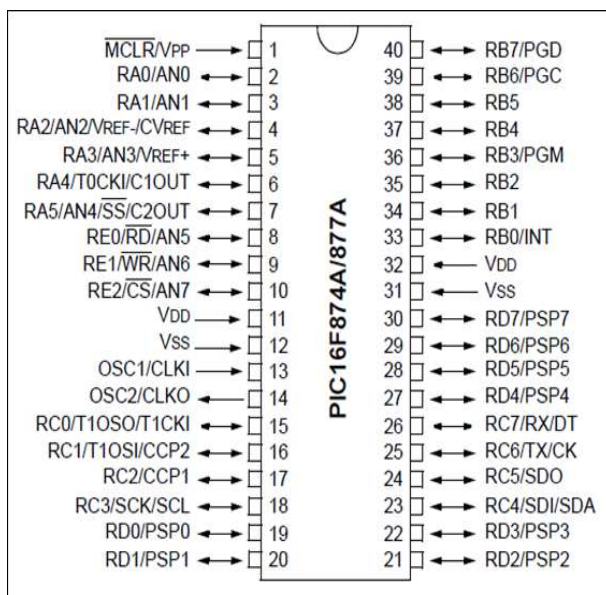 MCLR/VPP 1 40 RB7/PGD
RA0/AN0 2 39 RB6/PGC
RA1/AN1 3 38 RB5
RA2/AN2/VREF-/CVREF 4 37 RB4
RA3/AN3/VREF+ 5 36 RB3/PGM
RA4/T0CKI/C1OUT 6 35 RB2
RA5/AN4/SS/C2OUT 7 34 RB1
RE0/RD/AN5 8 33 RB0/INT
RE1/WR/AN6 9 32 VDD
RE2/CS/AN7 10 31 VSS
VDD 11 30 RD7/PSP7
VSS 12 29 RD6/PSP6
OSC1/CLKI 13 28 RD5/PSP5
OSC2/CLKO 14 27 RD4/PSP4
RC0/T1OSO/T1CKI 15 26 RC7/RX/DT
RC1/T1OSI/CCP2 16 25 RC6/TX/CK
RC2/CCP1 17 24 RC5/SDO
RC3/SCK/SCL 18 23 RC4/SDI/SDA
RD0/PSP0 19 22 RD3/PSP3
RD1/PSP1 20 21 RD2/PSP2
PIC16F874A/877A